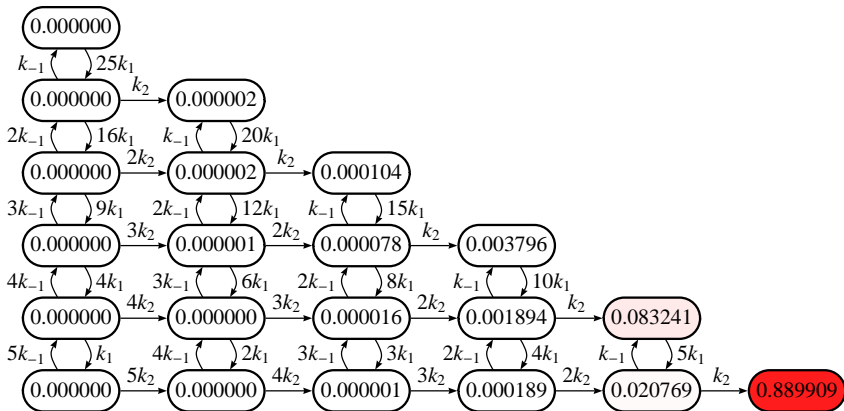 0.000000
k₋₁ 25k₁
k₂
0.000000 0.000002
2k₋₁ 16k₁ k₋₁ 20k₁
2k₂ k₂
0.000000 0.000002 0.000104
3k₋₁ 9k₁ 2k₋₁ 12k₁ k₋₁ 15k₁
3k₂ 2k₂ k₂
0.000000 0.000001 0.000078 0.003796
4k₋₁ 4k₁ 3k₋₁ 6k₁ 2k₋₁ 8k₁ k₋₁ 10k₁
4k₂ 3k₂ 2k₂ k₂
0.000000 0.000000 0.000016 0.001894 0.083241
5k₋₁ k₁ 4k₋₁ 2k₁ 3k₋₁ 3k₁ 2k₋₁ 4k₁ k₋₁ 5k₁
5k₂ 4k₂ 3k₂ 2k₂ k₂
0.000000 0.000000 0.000001 0.000189 0.020769 0.889909